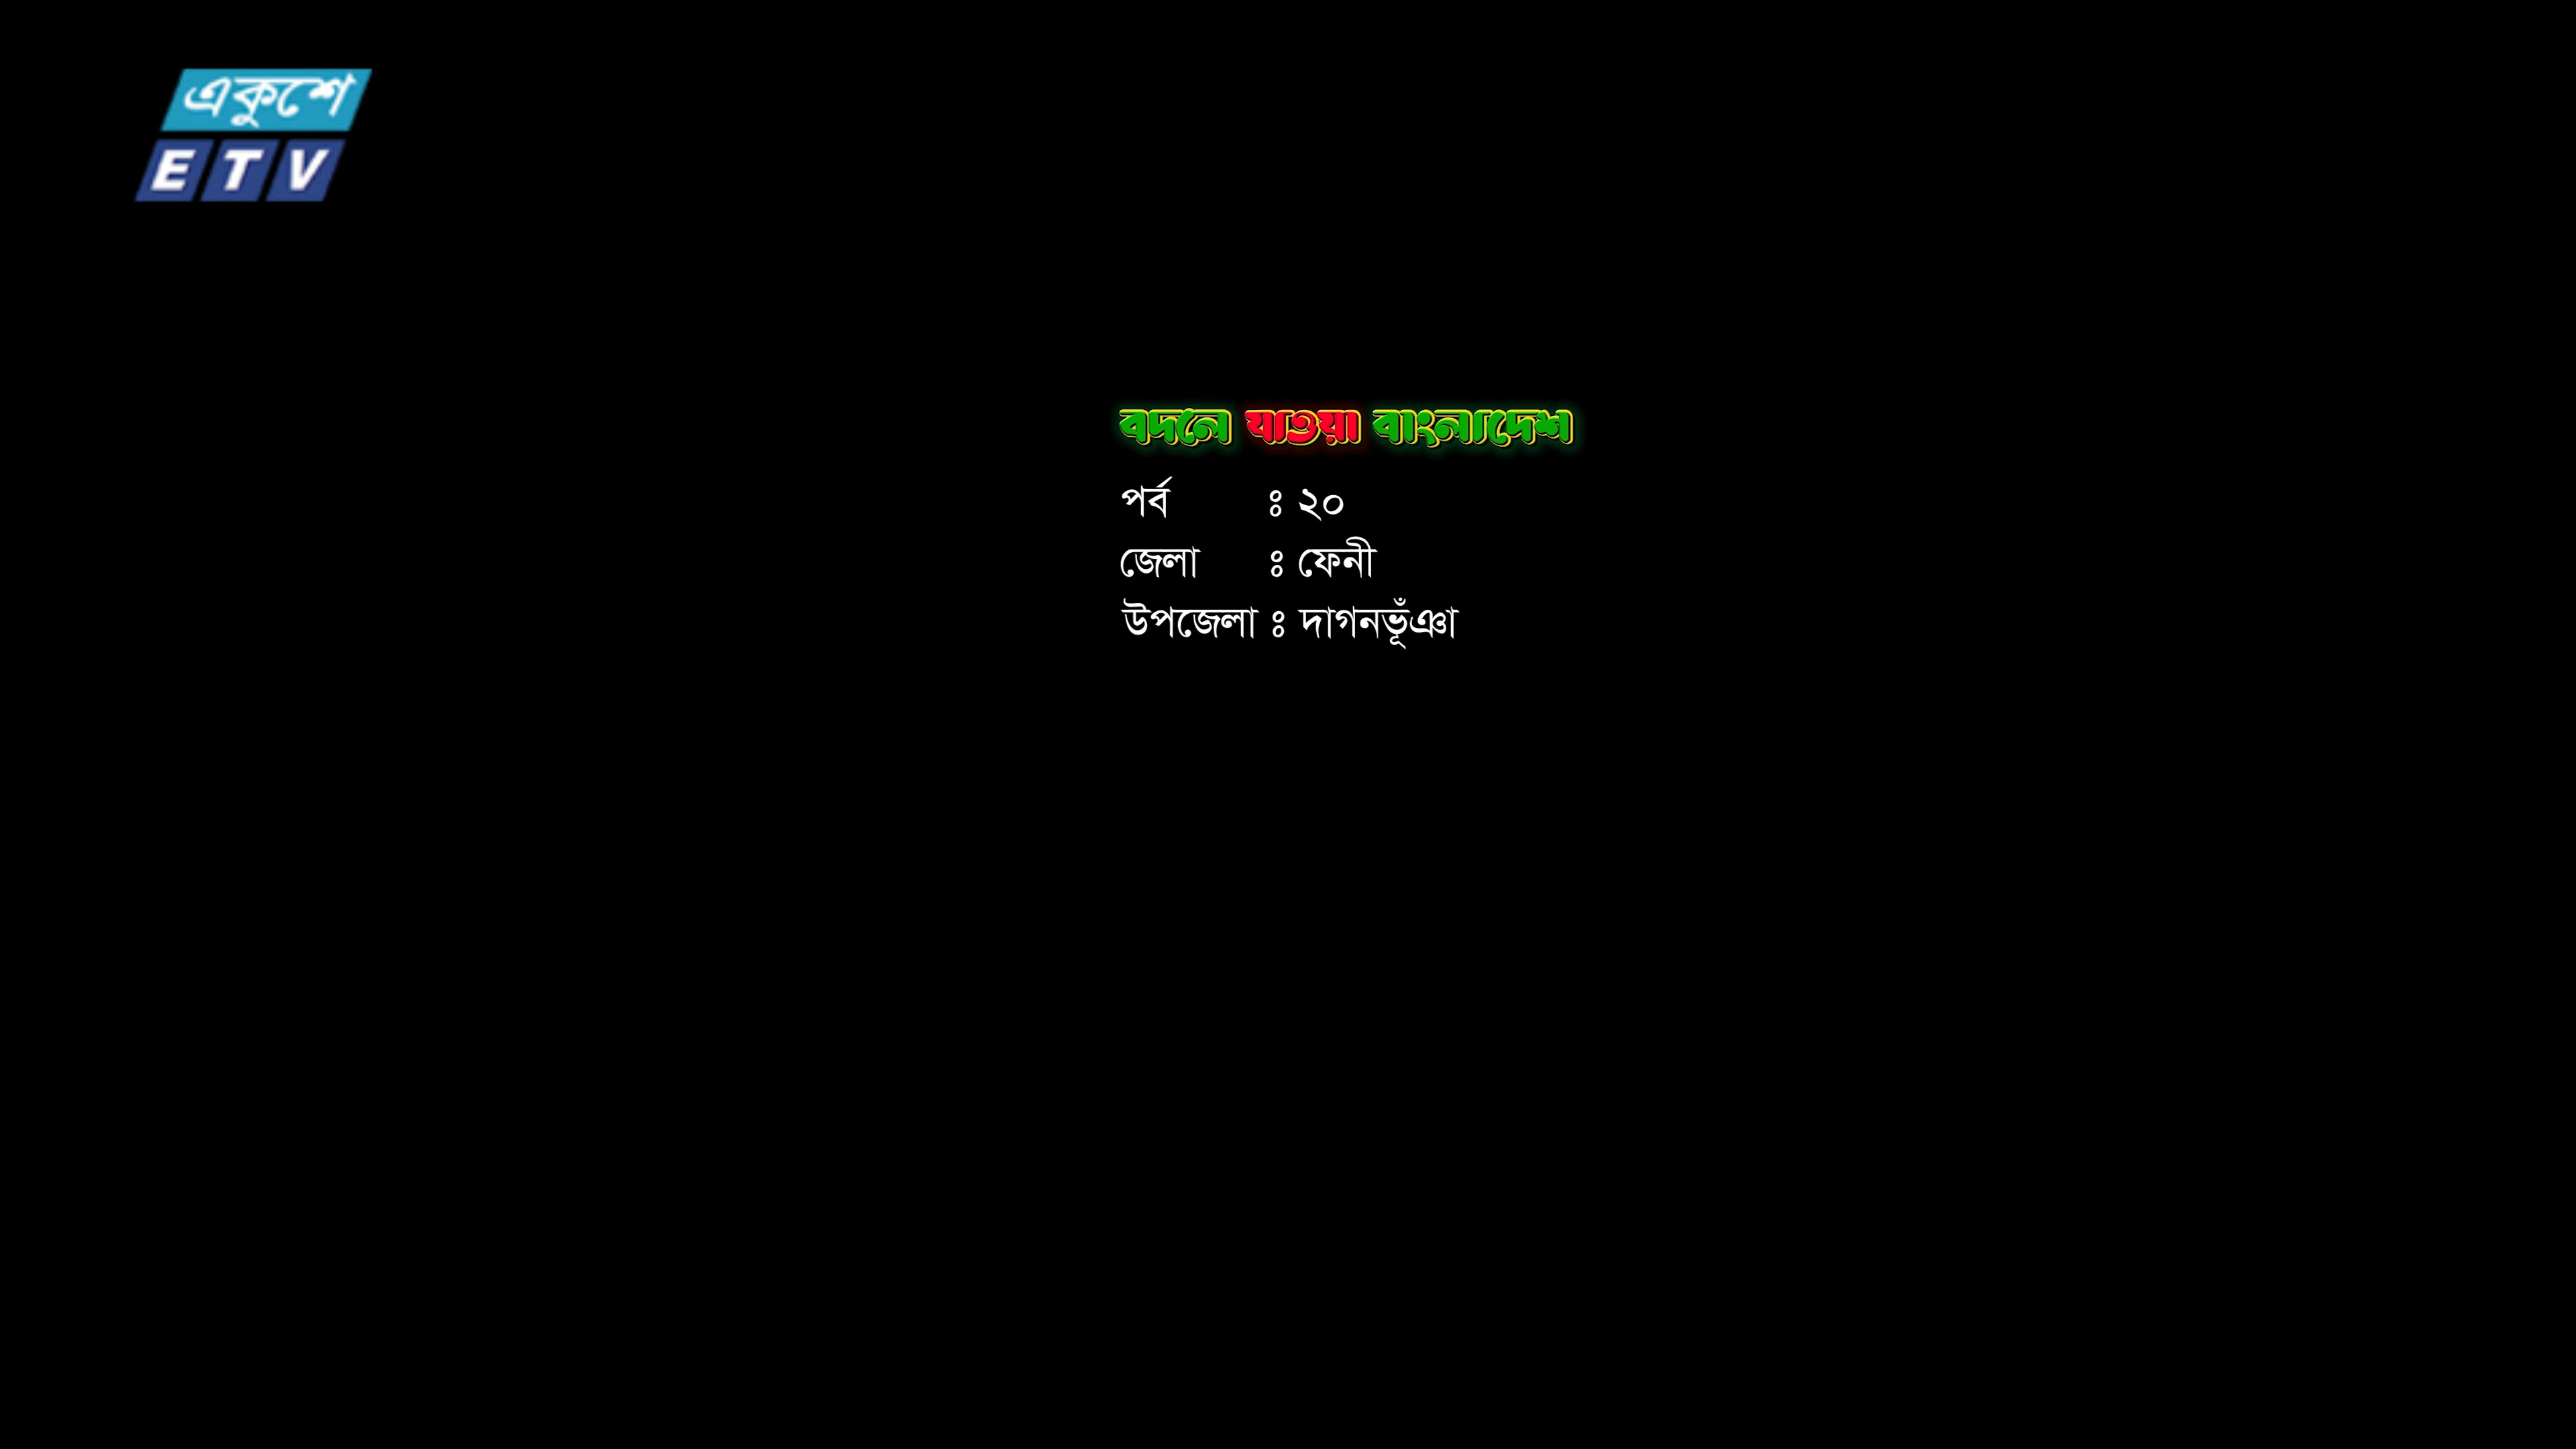 একুশে
ETV
বদলে যাওয়া বাংলাদেশ
পর্ব ঃ ২০
জেলা ঃ ফেনী
উপজেলা ঃ দাগনভূঁঞা